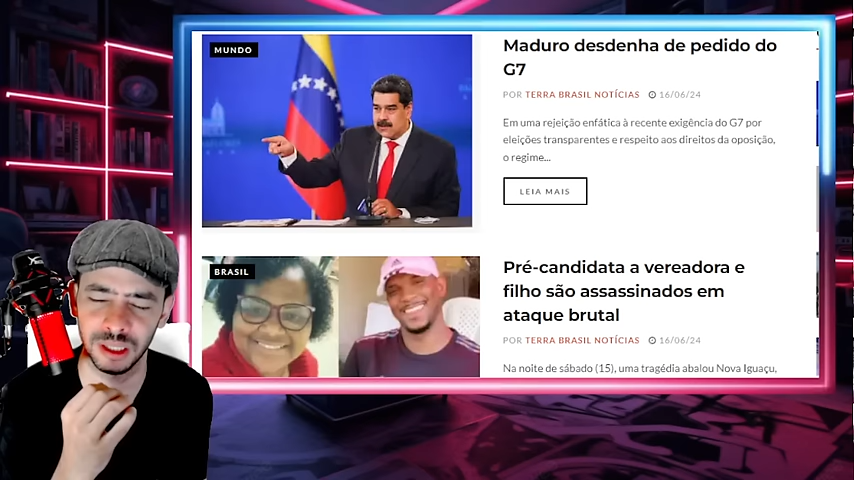 MUNDO
Maduro desdenha de pedido do
G7
POR TERRA BRASIL NOTÍCIAS 16/06/24
Em uma rejeição enfática à recente exigência do G7 por
eleições transparentes e respeito aos direitos da oposição,
o regime...
LEIA MAIS
BRASIL
Pré-candidata a vereadora e
filho são assassinados em
ataque brutal
POR TERRA BRASIL NOTÍCIAS 16/06/24
Na noite de sábado (15), uma tragédia abalou Nova Iguaçu,